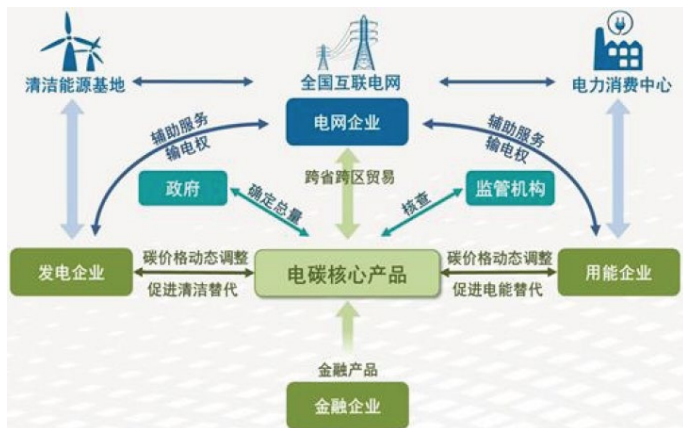 清洁能源基地
全国互联电网
电力消费中心
电网企业
辅助服务
输电权
辅助服务
输电权
跨省跨区贸易
政府
确定总量
核查
监管机构
发电企业
碳价格动态调整
促进清洁替代
电碳核心产品
碳价格动态调整
促进电能替代
用能企业
金融产品
金融企业